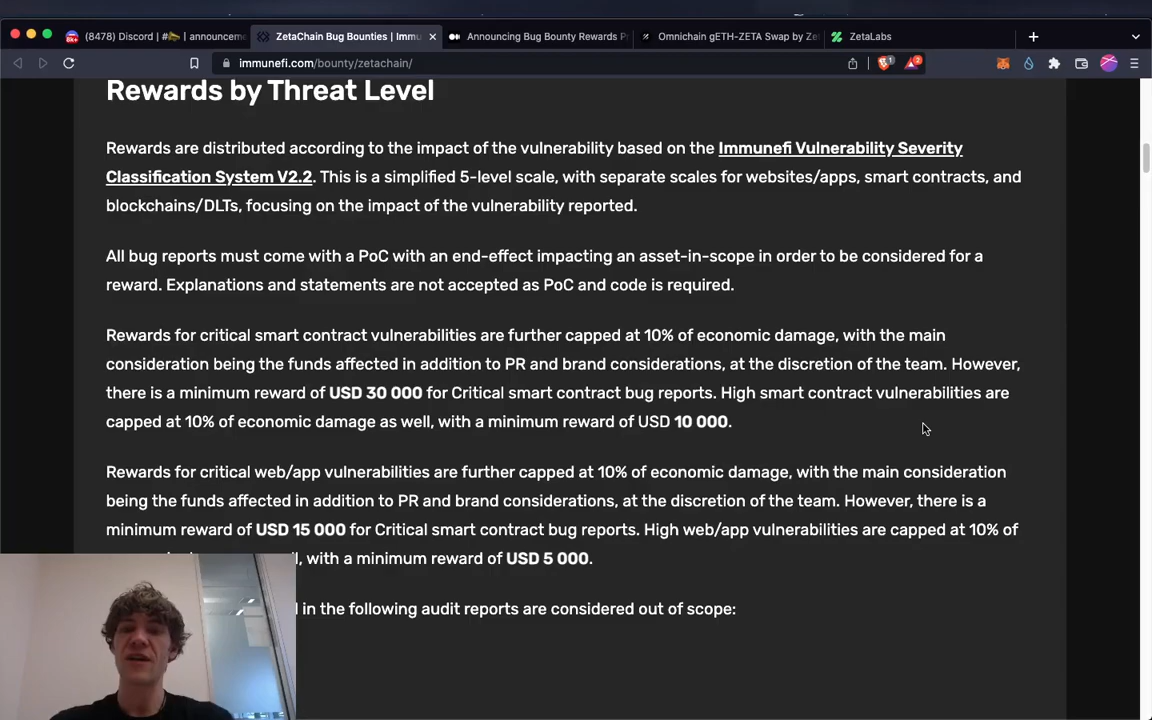 (8478) Discord | #
| announcem
ZetaChain Bug Bounties | Immu
Announcing Bug Bounty Rewards P
Omnichain gETH-ZETA Swap by Ze
ZetaLabs
immunefi.com/bounty/zetachain/
Rewards by Threat Level
Rewards are distributed according to the impact of the vulnerability based on the Immunefi Vulnerability Severity
Classification System V2.2. This is a simplified 5-level scale, with separate scales for websites/apps, smart contracts, and
blockchains/DLTs, focusing on the impact of the vulnerability reported.
All bug reports must come with a PoC with an end-effect impacting an asset-in-scope in order to be considered for a
reward. Explanations and statements are not accepted as PoC and code is required.
Rewards for critical smart contract vulnerabilities are further capped at 10% of economic damage, with the main
consideration being the funds affected in addition to PR and brand considerations, at the discretion of the team. However,
there is a minimum reward of USD 30 000 for Critical smart contract bug reports. High smart contract vulnerabilities are
capped at 10% of economic damage as well, with a minimum reward of USD 10 000.
Rewards for critical web/app vulnerabilities are further capped at 10% of economic damage, with the main consideration
being the funds affected in addition to PR and brand considerations, at the discretion of the team. However, there is a
minimum reward of USD 15 000 for Critical smart contract bug reports. High web/app vulnerabilities are capped at 10% of
, with a minimum reward of USD 5 000.
in the following audit reports are considered out of scope: